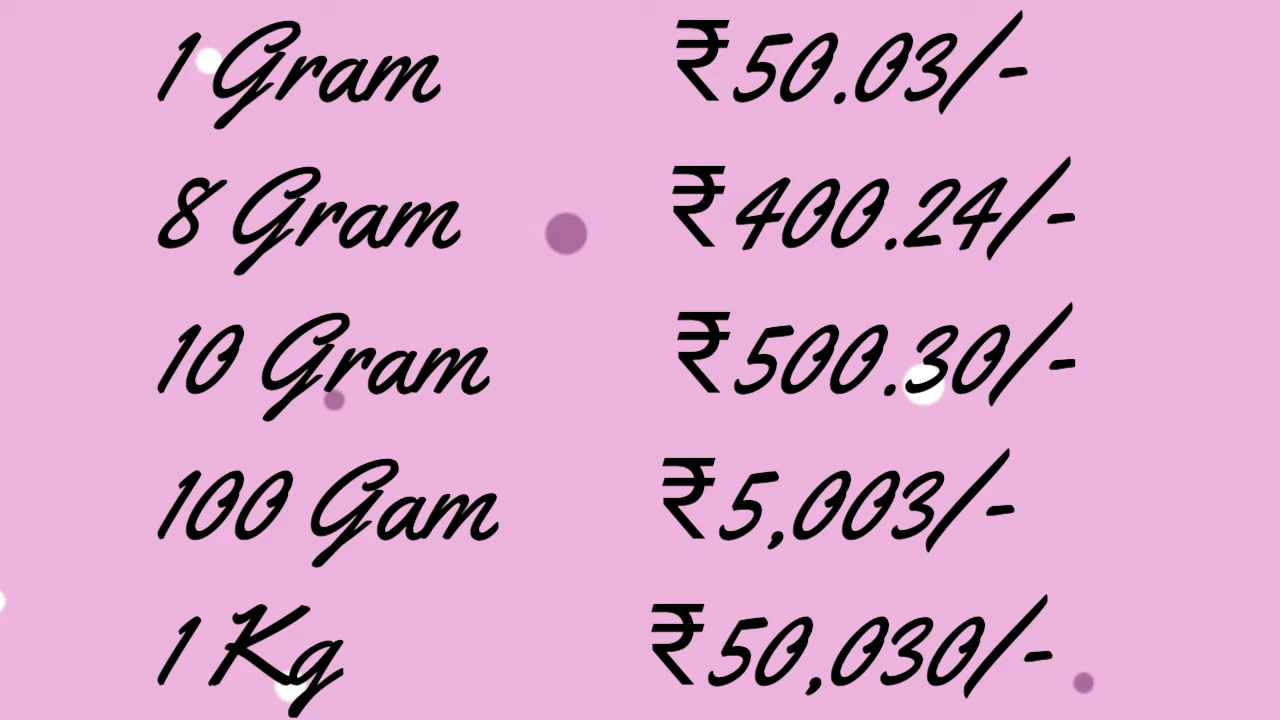 1 Gram ₹50.03/-
8 Gram ₹400.24/-
10 Gram ₹500.30/-
100 Gam ₹5,003/-
1 Kg ₹50,030/-